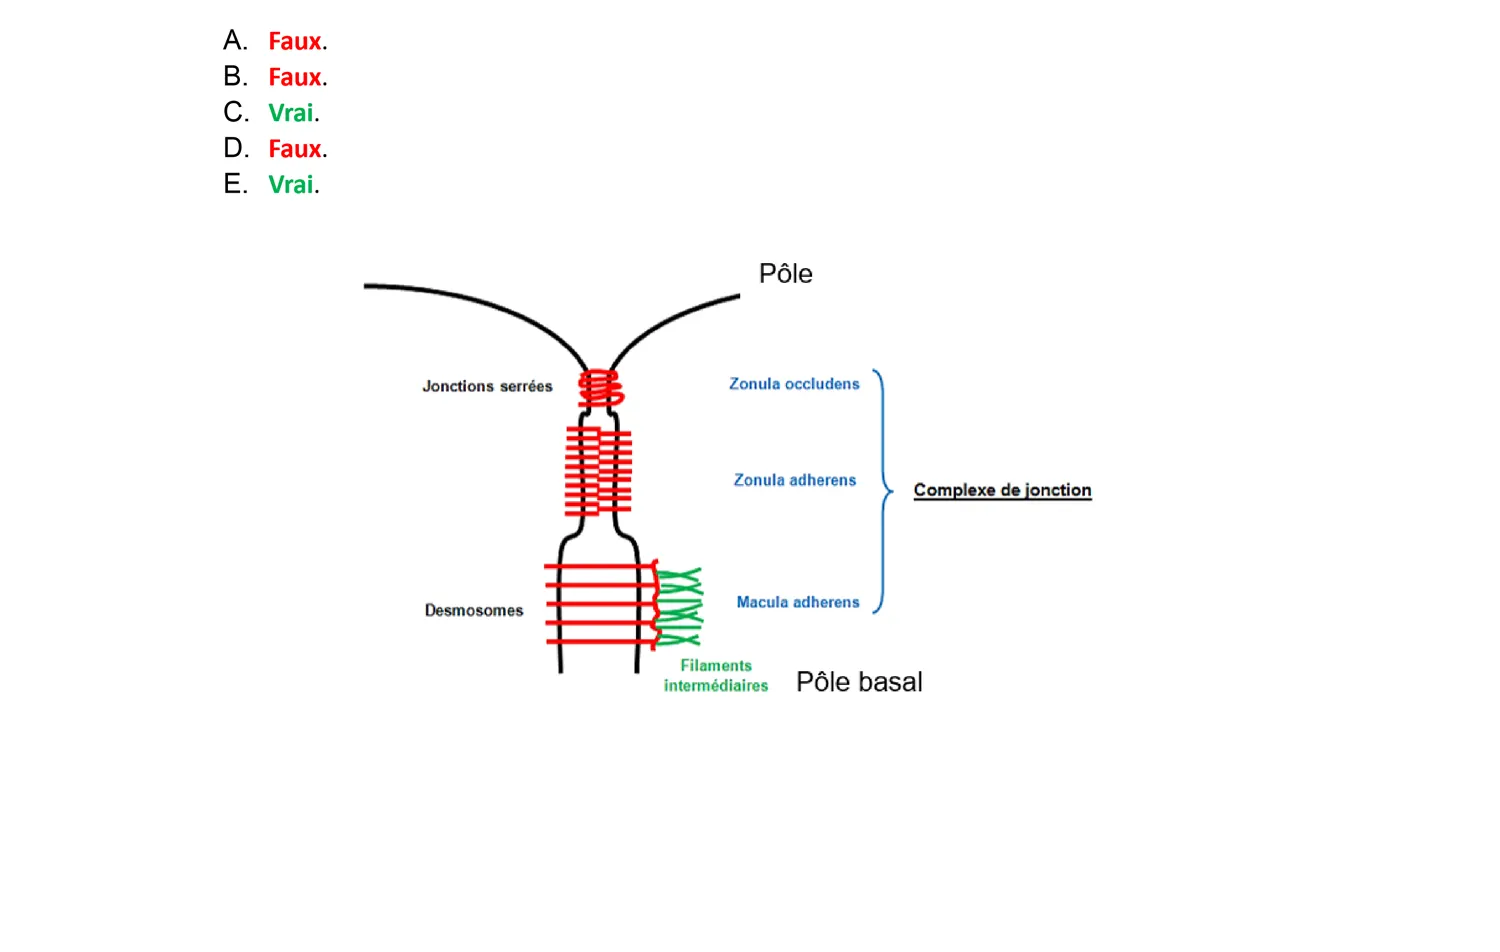 A. Faux.
B. Faux.
C. Vrai.
D. Faux.
E. Vrai.
Pôle
Jonctions serrées
Zonula occludens
Zonula adherens
Complexe de jonction
Desmosomes
Macula adherens
Filaments
intermédiaires
Pôle basal